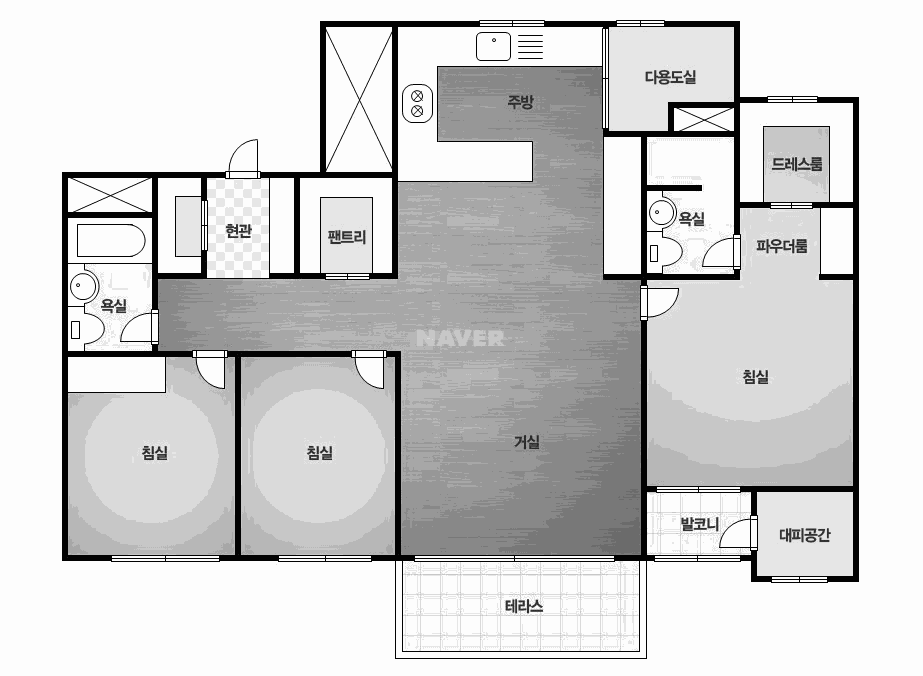 다용도실
주방
드레스룸
욕실
현관
팬트리
파우더룸
욕실
NAVER
침실
거실
침실
침실
발코니
대피공간
테라스